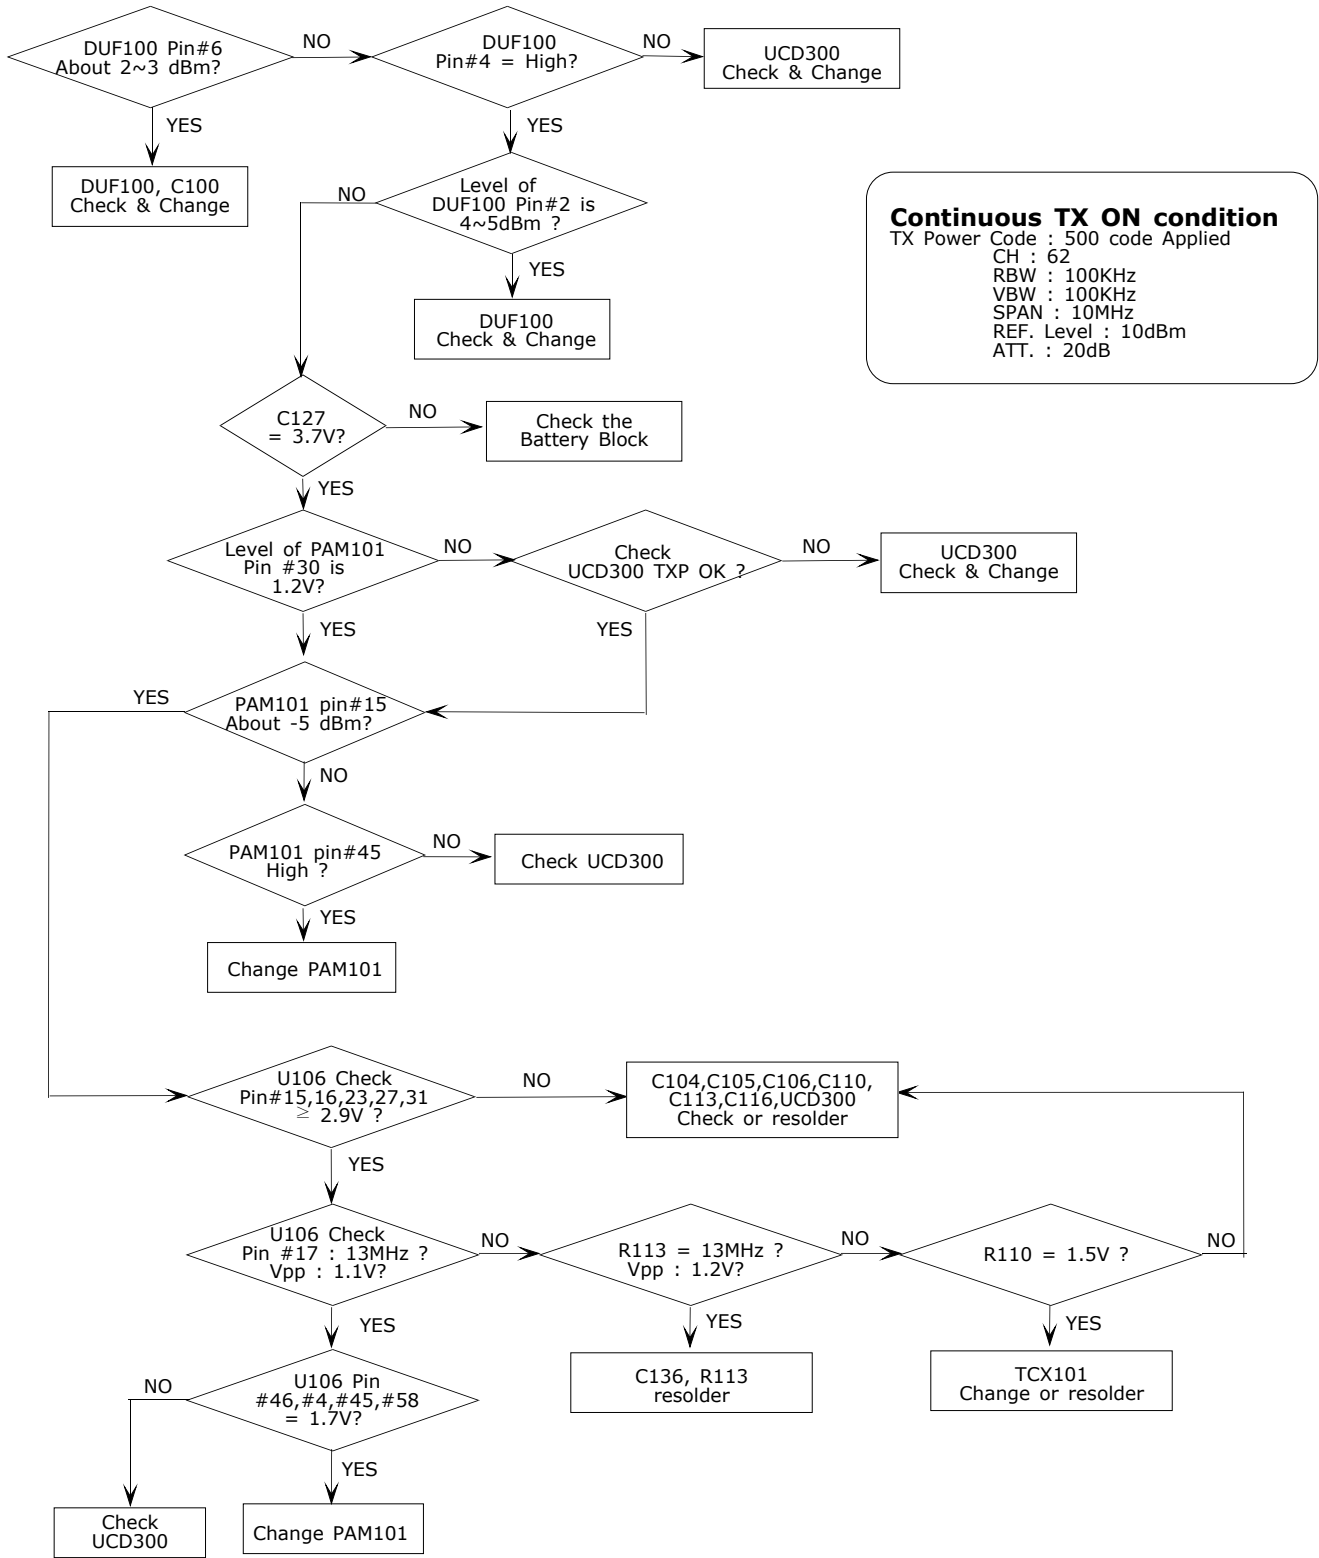 DUF100 Pin#6
About 2~3 dBm?
NO
DUF100
Pin#4 = High?
NO
UCD300
Check & Change
YES
YES
DUF100, C100
Check & Change
NO
Level of
DUF100 Pin#2 is
4~5dBm ?
YES
DUF100
Check & Change
Continuous TX ON condition
TX Power Code : 500 code Applied
CH : 62
RBW : 100KHz
VBW : 100KHz
SPAN : 10MHz
REF. Level : 10dBm
ATT. : 20dB
C127
= 3.7V?
NO
Check the
Battery Block
YES
Level of PAM101
Pin #30 is
1.2V?
NO
Check
UCD300 TXP OK ?
NO
UCD300
Check & Change
YES
YES
YES
PAM101 pin#15
About -5 dBm?
NO
PAM101 pin#45
High ?
NO
Check UCD300
YES
Change PAM101
U106 Check
Pin#15,16,23,27,31
≥ 2.9V ?
NO
C104,C105,C106,C110,
C113,C116,UCD300
Check or resolder
YES
U106 Check
Pin #17 : 13MHz ?
Vpp : 1.1V?
NO
R113 = 13MHz ?
Vpp : 1.2V?
NO
R110 = 1.5V ?
NO
YES
YES
YES
C136, R113
resolder
TCX101
Change or resolder
NO
U106 Pin
#46,#4,#45,#58
= 1.7V?
YES
Check
UCD300
Change PAM101